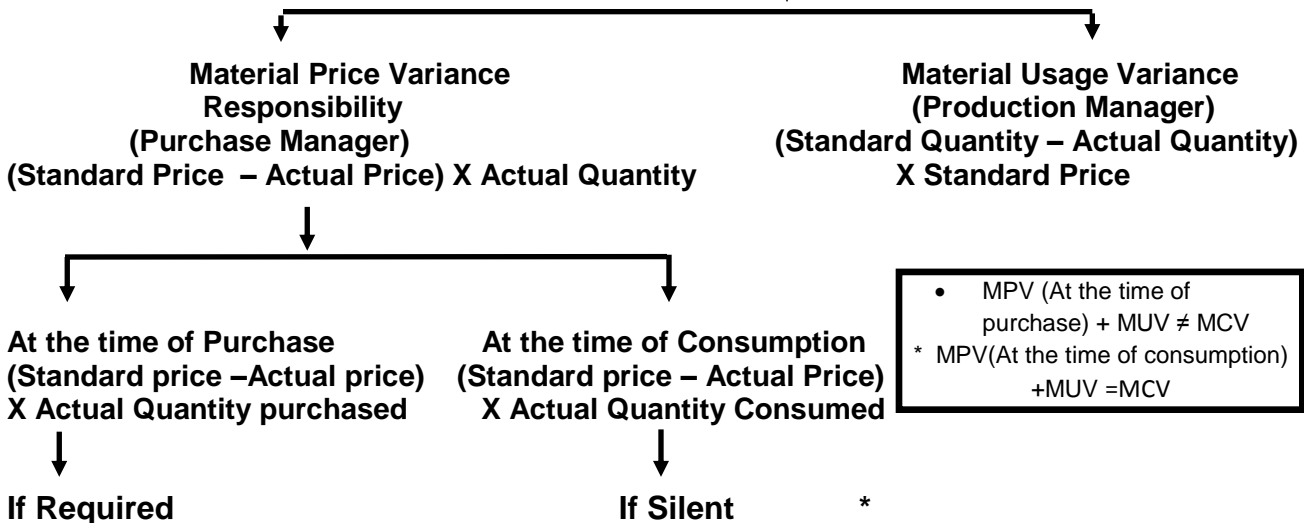 Material Price Variance
Responsibility
(Purchase Manager)
(Standard Price – Actual Price) X Actual Quantity
Material Usage Variance
(Production Manager)
(Standard Quantity – Actual Quantity)
X Standard Price
At the time of Purchase
(Standard price –Actual price)
X Actual Quantity purchased
If Required
At the time of Consumption
(Standard price – Actual Price)
X Actual Quantity Consumed
If Silent *
• MPV (At the time of
purchase) + MUV ≠ MCV
* MPV(At the time of consumption)
+MUV =MCV